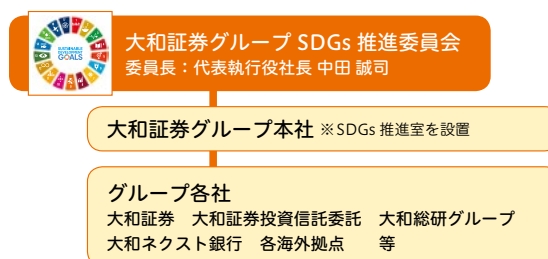 SUSTAINABLE
DEVELOPMENT
GOALS
大和証券グループ SDGs 推進委員会
委員長：代表執行役社長 中田 誠司
大和証券グループ本社 ※SDGs 推進室を設置
グループ各社
大和証券　大和証券投資信託委託　大和総研グループ
大和ネクスト銀行　各海外拠点　等